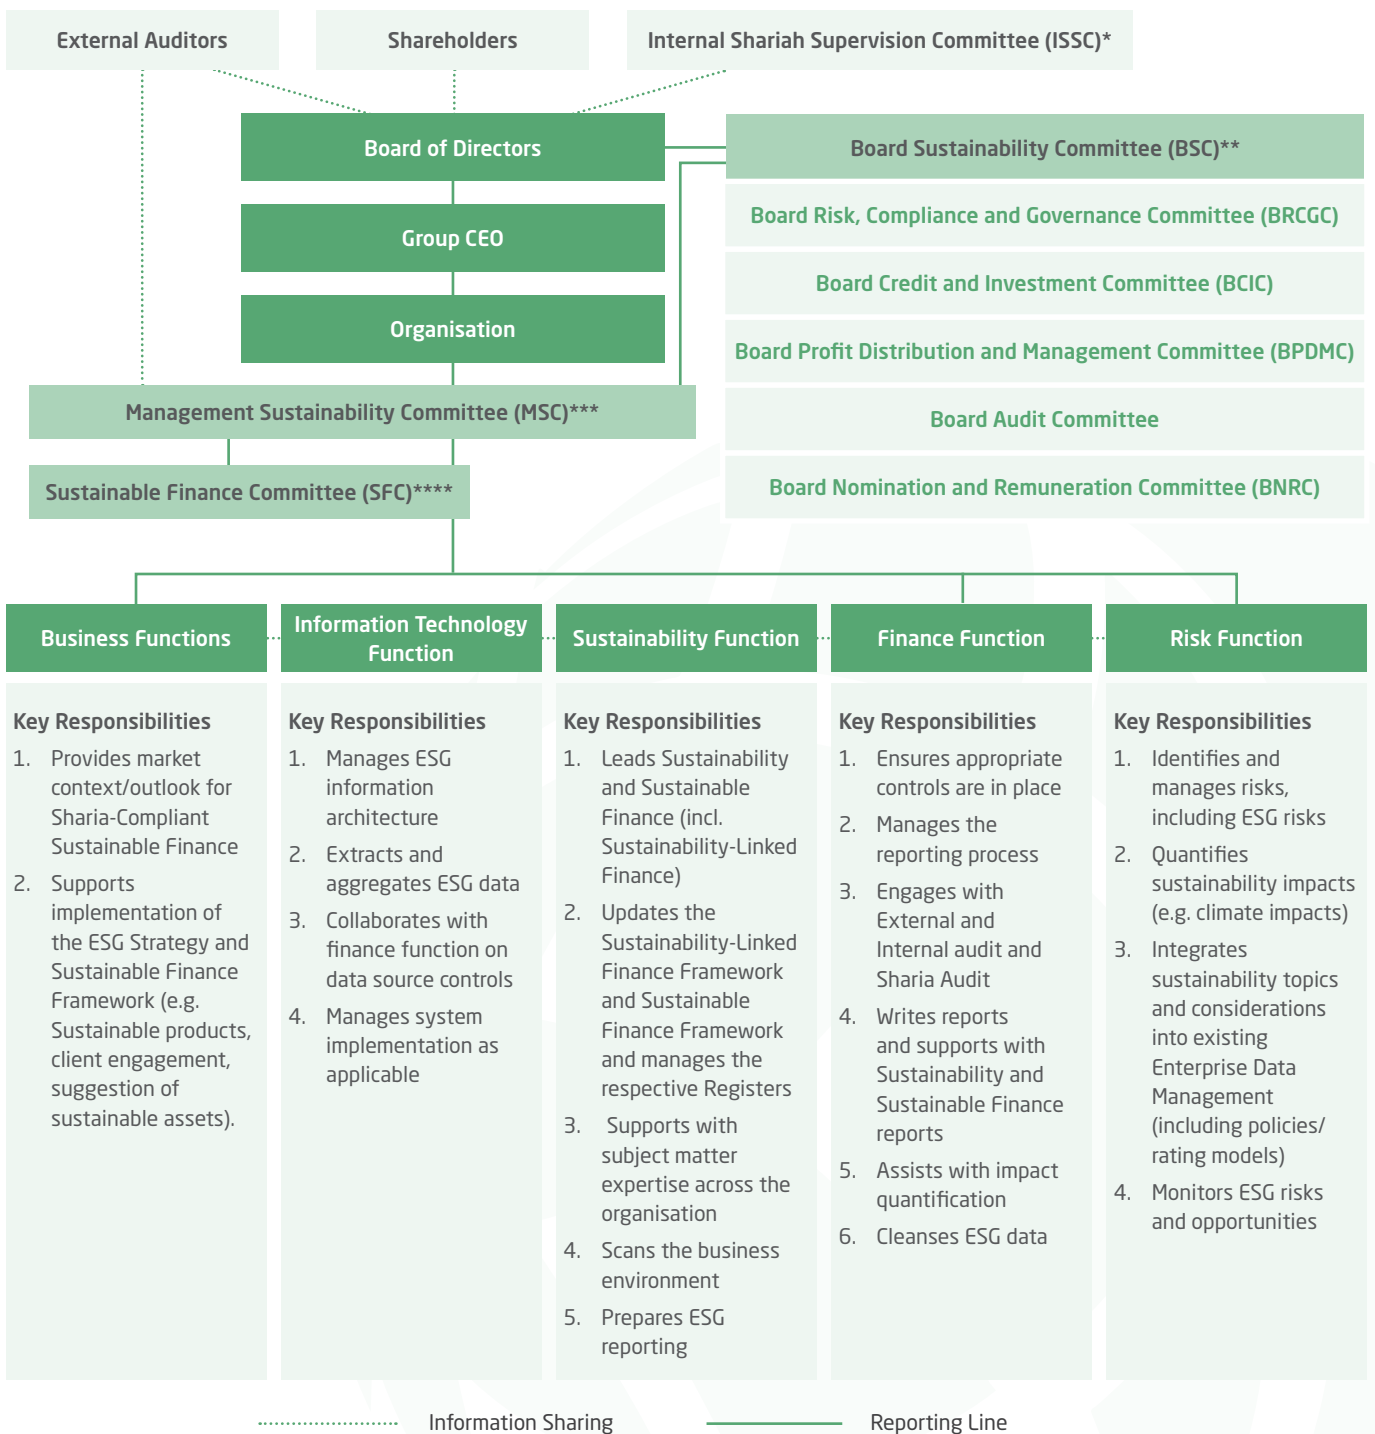 External Auditors
Shareholders
Internal Shariah Supervision Committee (ISSC)*
Board of Directors
Group CEO
Organisation
Management Sustainability Committee (MSC)***
Sustainable Finance Committee (SFC)****
Board Sustainability Committee (BSC)**
Board Risk, Compliance and Governance Committee (BRCGC)
Board Credit and Investment Committee (BCIC)
Board Profit Distribution and Management Committee (BPDMC)
Board Audit Committee
Board Nomination and Remuneration Committee (BNRC)
Business Functions
Key Responsibilities
1. Provides market
context/outlook for
Sharia-Compliant
Sustainable Finance
2. Supports
implementation of
the ESG Strategy and
Sustainable Finance
Framework (e.g.
Sustainable products,
client engagement,
suggestion of
sustainable assets).
Information Technology
Function
Key Responsibilities
1. Manages ESG
information
architecture
2. Extracts and
aggregates ESG data
3. Collaborates with
finance function on
data source controls
4. Manages system
implementation as
applicable
Sustainability Function
Key Responsibilities
1. Leads Sustainability
and Sustainable
Finance (incl.
Sustainability-Linked
Finance)
2. Updates the
Sustainability-Linked
Finance Framework
and Sustainable
Finance Framework
and manages the
respective Registers
3. Supports with
subject matter
expertise across the
organisation
4. Scans the business
environment
5. Prepares ESG
reporting
Finance Function
Key Responsibilities
1. Ensures appropriate
controls are in place
2. Manages the
reporting process
3. Engages with
External and
Internal audit and
Sharia Audit
4. Writes reports
and supports with
Sustainability and
Sustainable Finance
reports
5. Assists with impact
quantification
6. Cleanses ESG data
Risk Function
Key Responsibilities
1. Identifies and
manages risks,
including ESG risks
2. Quantifies
sustainability impacts
(e.g. climate impacts)
3. Integrates
sustainability topics
and considerations
into existing
Enterprise Data
Management
(including policies/
rating models)
4. Monitors ESG risks
and opportunities
Information Sharing
Reporting Line